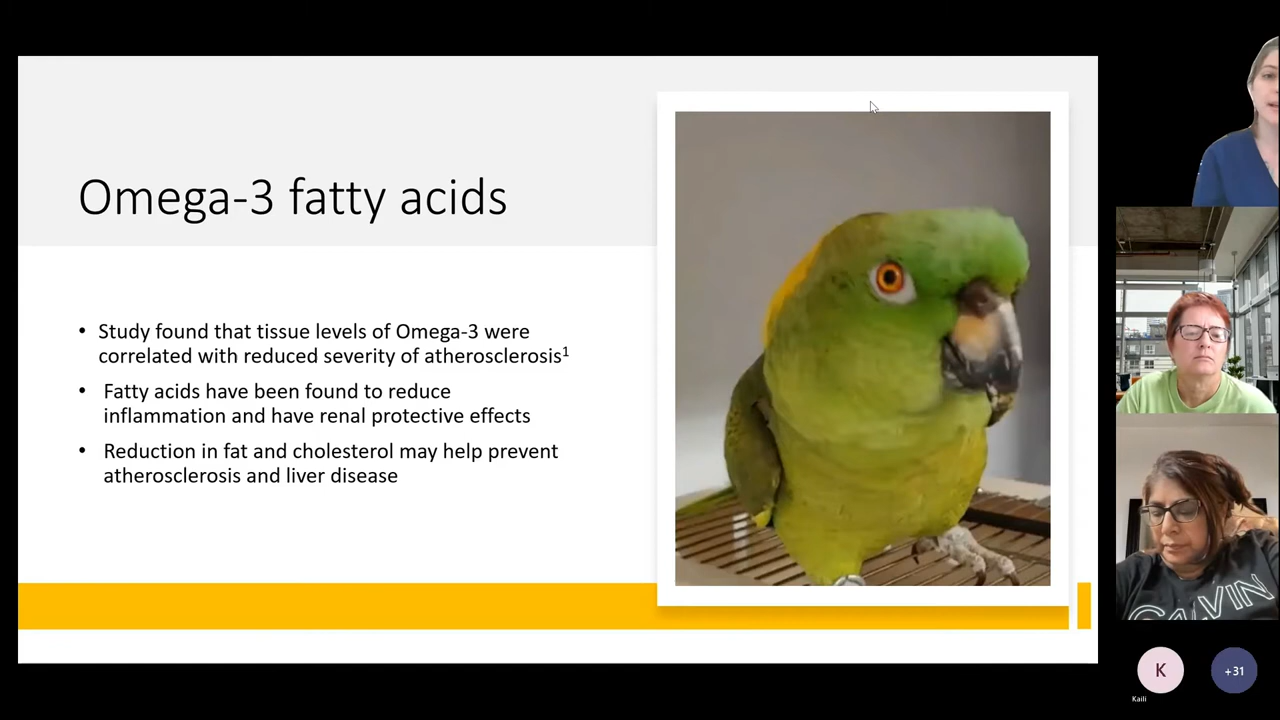 Omega-3 fatty acids
• Study found that tissue levels of Omega-3 were
correlated with reduced severity of atherosclerosis¹
• Fatty acids have been found to reduce
inflammation and have renal protective effects
• Reduction in fat and cholesterol may help prevent
atherosclerosis and liver disease
CALVIN
K
+31
Kaili